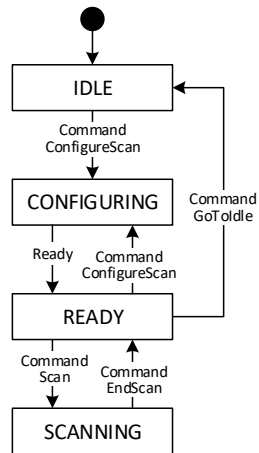 IDLE
Command
ConfigureScan
Command
GoToIdle
CONFIGURING
Ready
Command
ConfigureScan
READY
Command
Scan
Command
EndScan
SCANNING